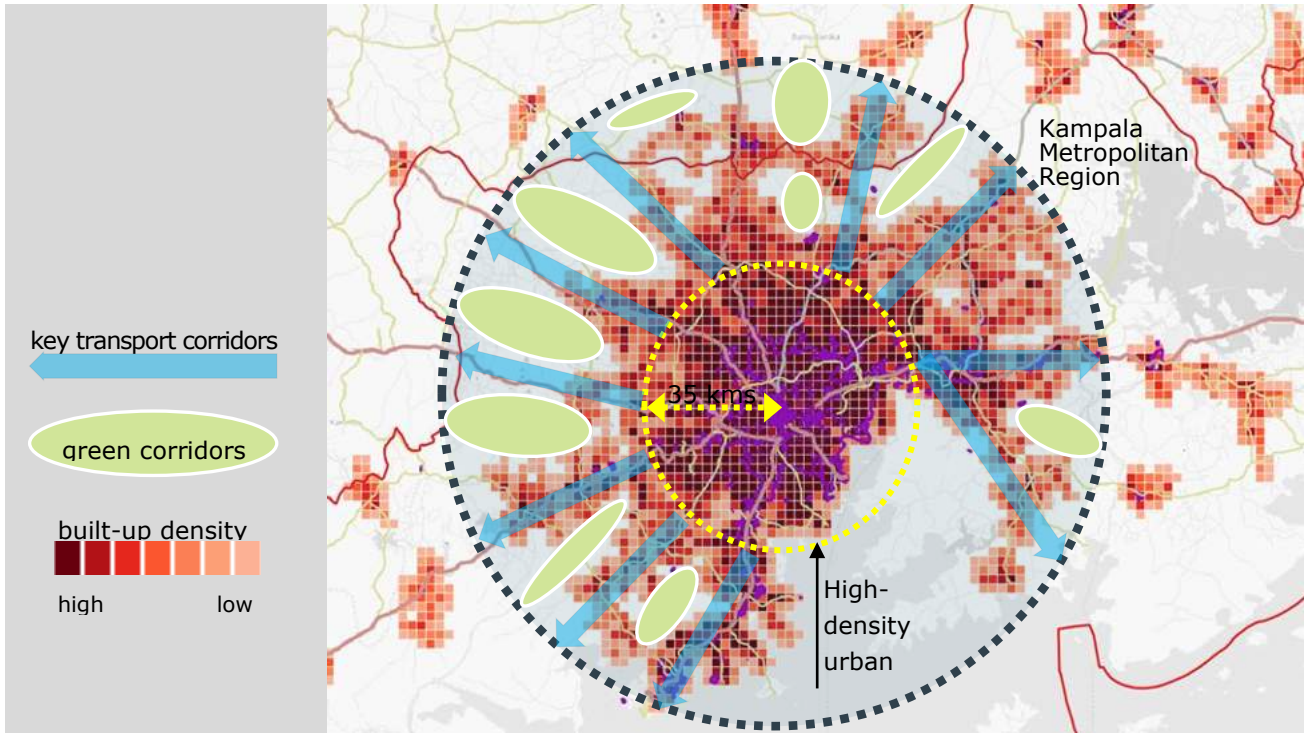 key transport corridors
green corridors
built-up density
high low
Kampala
Metropolitan
Region
35 kms
High-
density
urban